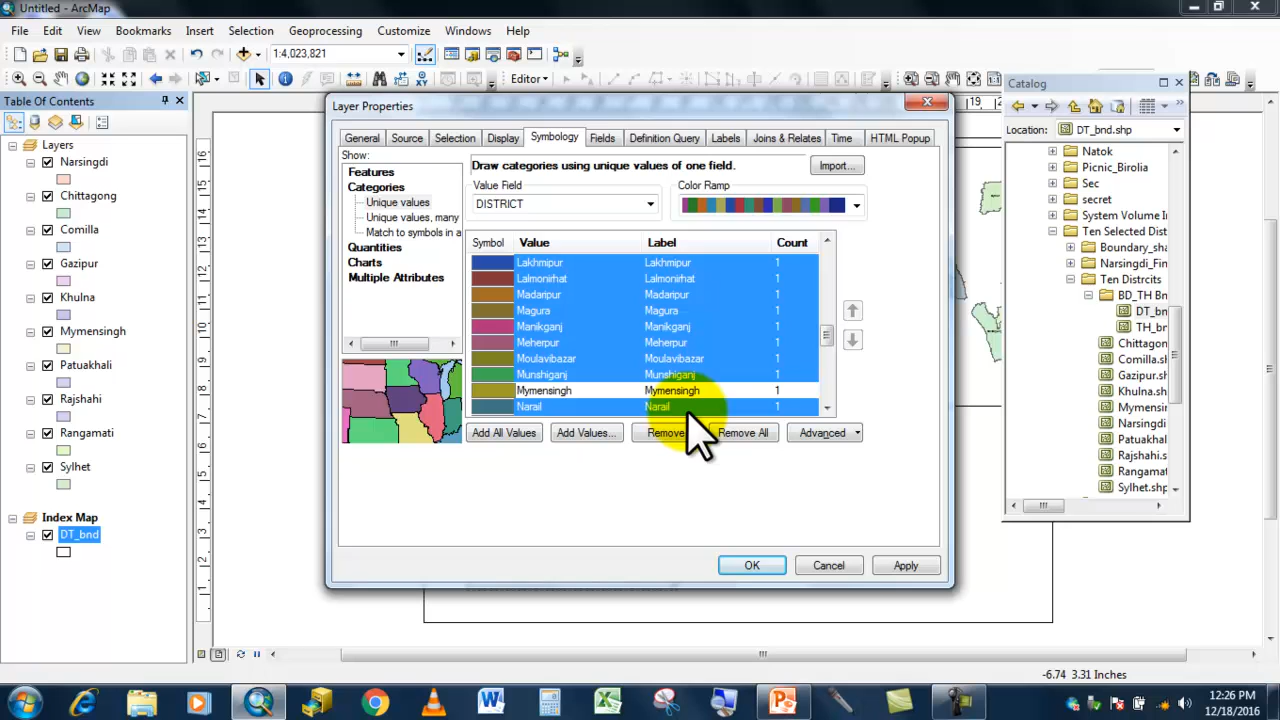 Untitled - ArcMap
File Edit View Bookmarks Insert Selection Geoprocessing Customize Windows Help
1:4,023,821
Editor
Table Of Contents
Layers
Narsingdi
Chittagong
Comilla
Gazipur
Khulna
Mymensingh
Patuakhali
Rajshahi
Rangamati
Sylhet
Index Map
DT_bnd
Layer Properties
General Source Selection Display Symbology Fields Definition Query Labels Joins & Relates Time HTML Popup
Show:
Features
Categories
Unique values
Unique values, many
Match to symbols in a
Quantities
Charts
Multiple Attributes
Draw categories using unique values of one field.
Import...
Value Field
DISTRICT
Color Ramp
Symbol Value Label Count
Lakhmipur Lakhmipur 1
Lalmonirhat Lalmonirhat 1
Madaripur Madaripur 1
Magura Magura 1
Manikganj Manikganj 1
Meherpur Meherpur 1
Moulavibazar Moulavibazar 1
Munshiganj Munshiganj 1
Mymensingh Mymensingh 1
Narail Narail 1
Add All Values Add Values... Remove Remove All Advanced
OK Cancel Apply
Catalog
Location: DT_bnd.shp
Natok
Picnic_Birolia
Sec
secret
System Volume In
Ten Selected Dist
Boundary_sha
Narsingdi_Fin
Ten Distrcits
BD_TH Bn
DT_bn
TH_br
Chittagon
Comilla.sh
Gazipur.sh
Khulna.sh
Mymensin
Patuakhal
Rajshahi.s
Rangamat
Sylhet.shp
-6.74 3.31 Inches
12:26 PM
12/18/2016